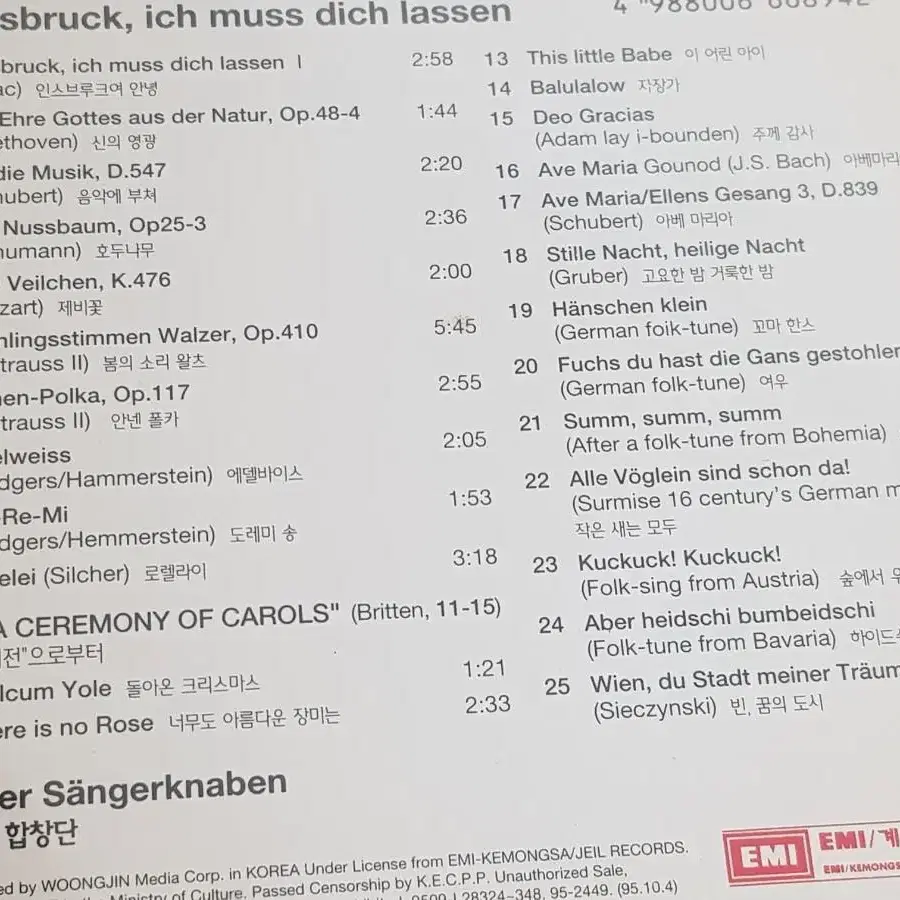 sbruck, ich muss dich lassen
bruck, ich muss dich lassen I 2:58
ac) 인스브루크여 안녕
Ehre Gottes aus der Natur, Op.48-4 1:44
ethoven) 신의 영광
die Musik, D.547 2:20
hubert) 음악에 부쳐
Nussbaum, Op25-3 2:36
humann) 호두나무
Veilchen, K.476 2:00
zart) 제비꽃
hlingsstimmen Walzer, Op.410 5:45
trauss II) 봄의 소리 왈츠
nen-Polka, Op.117 2:55
trauss II) 안넨 폴카
elweiss 2:05
dgers/Hammerstein) 에델바이스
-Re-Mi 1:53
dgers/Hemmerstein) 도레미 송
elei (Silcher) 로렐라이 3:18
A CEREMONY OF CAROLS" (Britten, 11-15)
전"으로부터
lcum Yole 돌아온 크리스마스 1:21
ere is no Rose 너무도 아름다운 장미는 2:33
13 This little Babe 이 어린 아이
14 Balulalow 자장가
15 Deo Gracias
(Adam lay i-bounden) 주께 감사
16 Ave Maria Gounod (J.S. Bach) 아베마리
17 Ave Maria/Ellens Gesang 3, D.839
(Schubert) 아베 마리아
18 Stille Nacht, heilige Nacht
(Gruber) 고요한 밤 거룩한 밤
19 Hänschen klein
(German foik-tune) 꼬마 한스
20 Fuchs du hast die Gans gestohlen
(German folk-tune) 여우
21 Summ, summ, summ
(After a folk-tune from Bohemia)
22 Alle Vöglein sind schon da!
(Surmise 16 century's German m
작은 새는 모두
23 Kuckuck! Kuckuck!
(Folk-sing from Austria) 숲에서
24 Aber heidschi bumbeidschi
(Folk-tune from Bavaria) 하이드
25 Wien, du Stadt meiner Träum
(Sieczynski) 빈, 꿈의 도시
er Sängerknaben
합창단
ed by WOONGJIN Media Corp. in KOREA Under License from EMI-KEMONGSA/JEIL RECORDS.
Ministry of Culture. Passed Censorship by K.E.C.P.P. Unauthorized Sale,
28324-348, 95-2449. (95.10.4)
EMI
EMI/계
EMI/KEMONGS